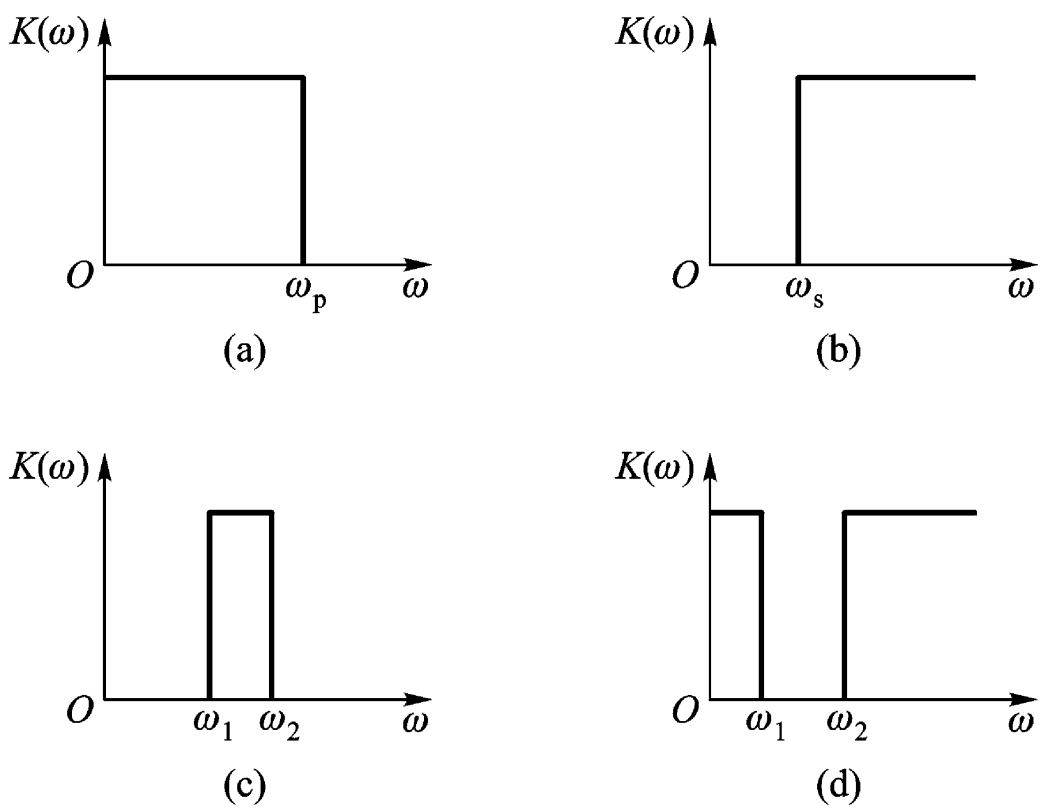 K(ω) K(ω)
O ω_p ω O ω_s ω
(a) (b)
K(ω) K(ω)
O ω_1 ω_2 ω O ω_1 ω_2 ω
(c) (d)